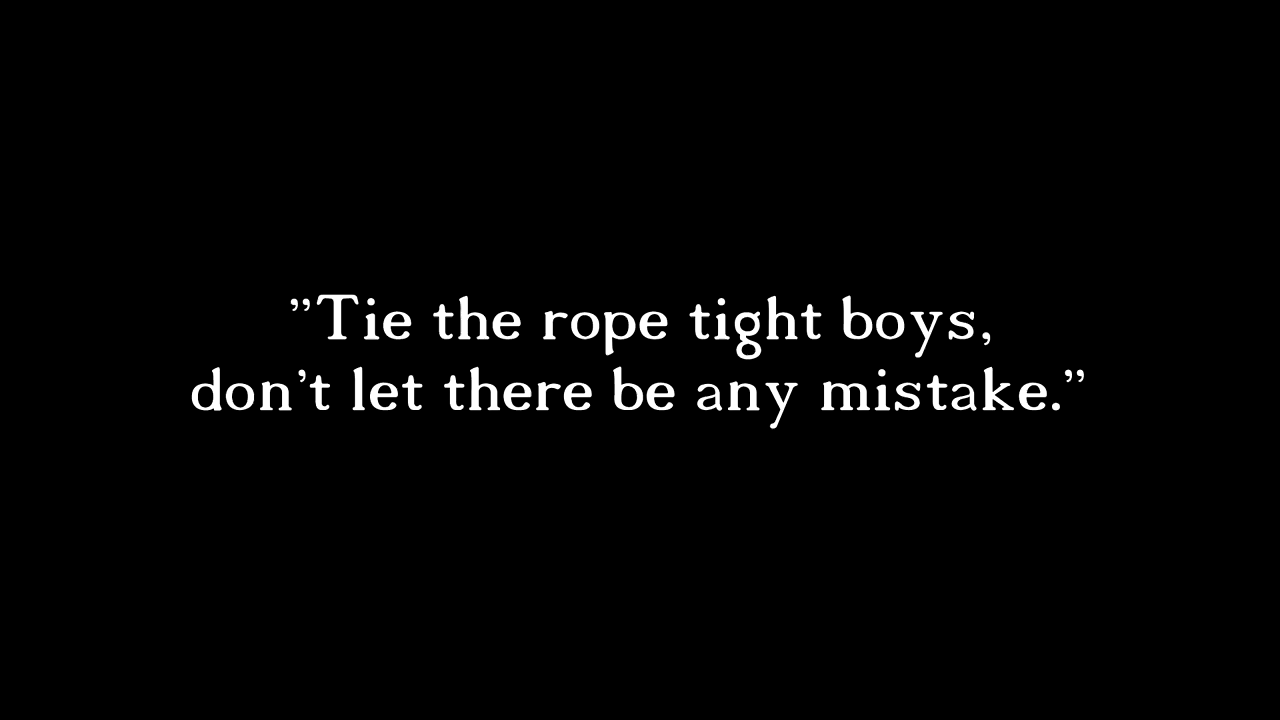 ”Tie the rope tight boys,
don’t let there be any mistake.”